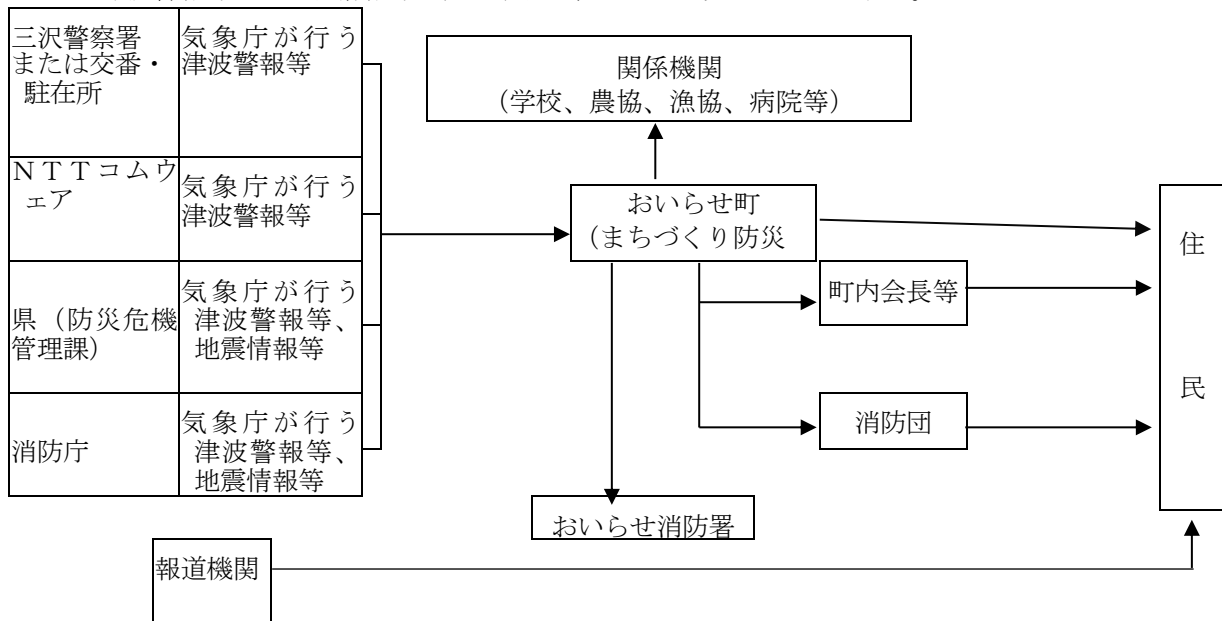 三沢警察署
または交番・
駐在所
気象庁が行う
津波警報等
ＮＴＴコムウ
ェア
気象庁が行う
津波警報等
県（防災危機
管理課）
気象庁が行う
津波警報等、
地震情報等
消防庁
気象庁が行う
津波警報等、
地震情報等
関係機関
（学校、農協、漁協、病院等）
おいらせ町
（まちづくり防災
町内会長等
消防団
おいらせ消防署
住
民
報道機関